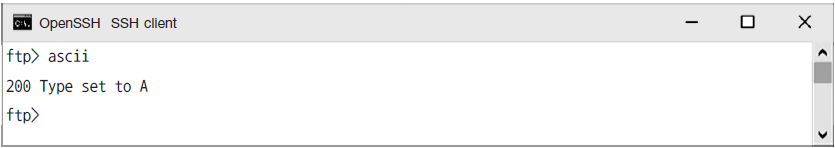 OpenSSH SSH client
ftp> ascii
200 Type set to A
ftp>